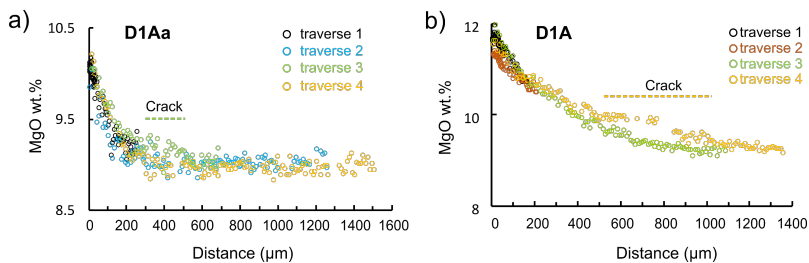 a)
D1Aa
traverse 1
traverse 2
traverse 3
traverse 4
Crack
MgO wt.%
10.5
10.0
9.5
8.5
0 200 400 600 800 1000 1200 1400 1600
Distance (µm)
b)
D1A
traverse 1
traverse 2
traverse 3
traverse 4
Crack
MgO wt.%
12
10
8
0 200 400 600 800 1000 1200 1400
Distance (µm)